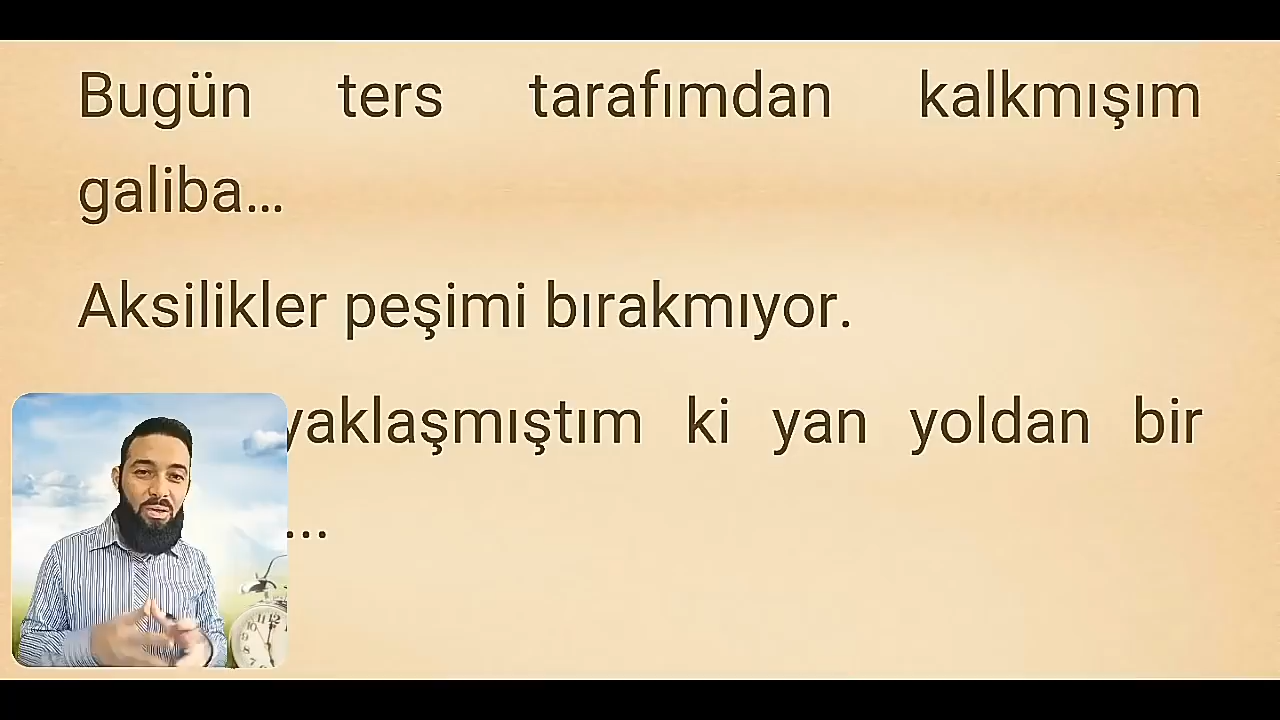 Bugün ters tarafımdan kalkmışım
galiba...
Aksilikler peşimi bırakmıyor.
yaklaşmıştım ki yan yoldan bir
...